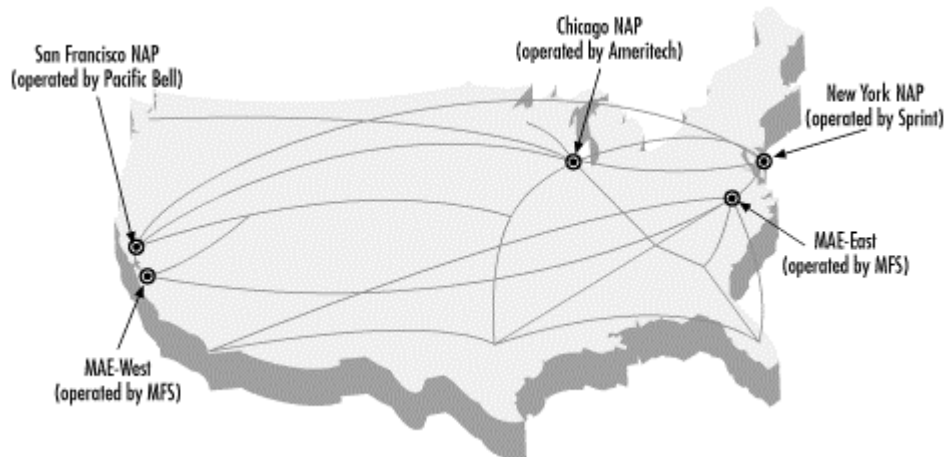 San Francisco NAP
(operated by Pacific Bell)
Chicago NAP
(operated by Ameritech)
New York NAP
(operated by Sprint)
MAE-East
(operated by MFS)
MAE-West
(operated by MFS)